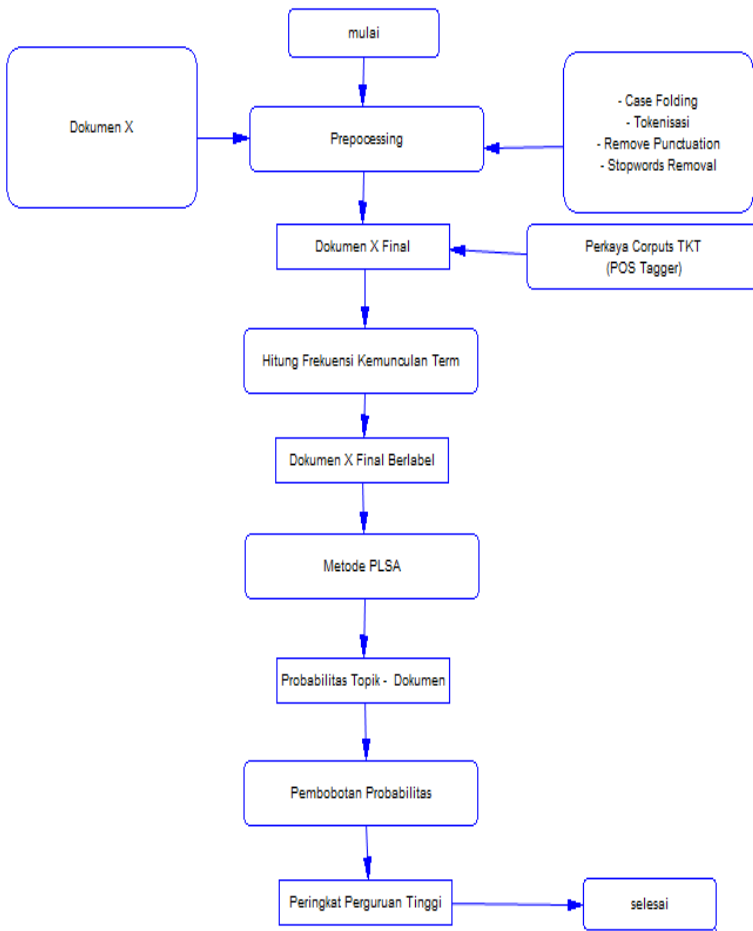 mulai
Dokumen X
Prepocessing
- Case Folding
- Tokenisasi
- Remove Punctuation
- Stopwords Removal
Dokumen X Final
Perkaya Corputs TKT
(POS Tagger)
Hitung Frekuensi Kemunculan Term
Dokumen X Final Berlabel
Metode PLSA
Probabilitas Topik - Dokumen
Pembobotan Probabilitas
Peringkat Perguruan Tinggi
selesai